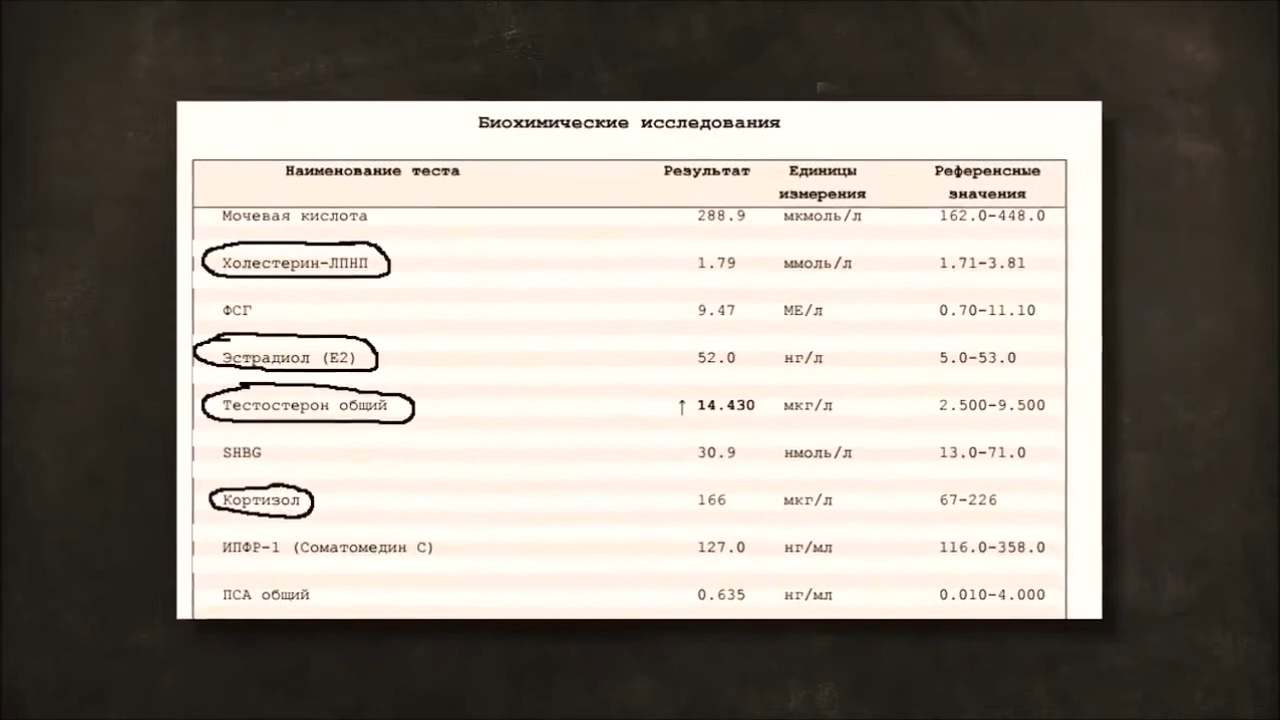 Биохимические исследования
Наименование теста Результат Единицы измерения Референсные значения
Мочевая кислота 288.9 мкмоль/л 162.0-448.0
Холестерин-ЛПНП 1.79 ммоль/л 1.71-3.81
ФСГ 9.47 МЕ/л 0.70-11.10
Эстрадиол (Е2) 52.0 нг/л 5.0-53.0
Тестостерон общий ↑ 14.430 мкг/л 2.500-9.500
SHBG 30.9 нмоль/л 13.0-71.0
Кортизол 166 мкг/л 67-226
ИПФР-1 (Соматомедин С) 127.0 нг/мл 116.0-358.0
ПСА общий 0.635 нг/мл 0.010-4.000